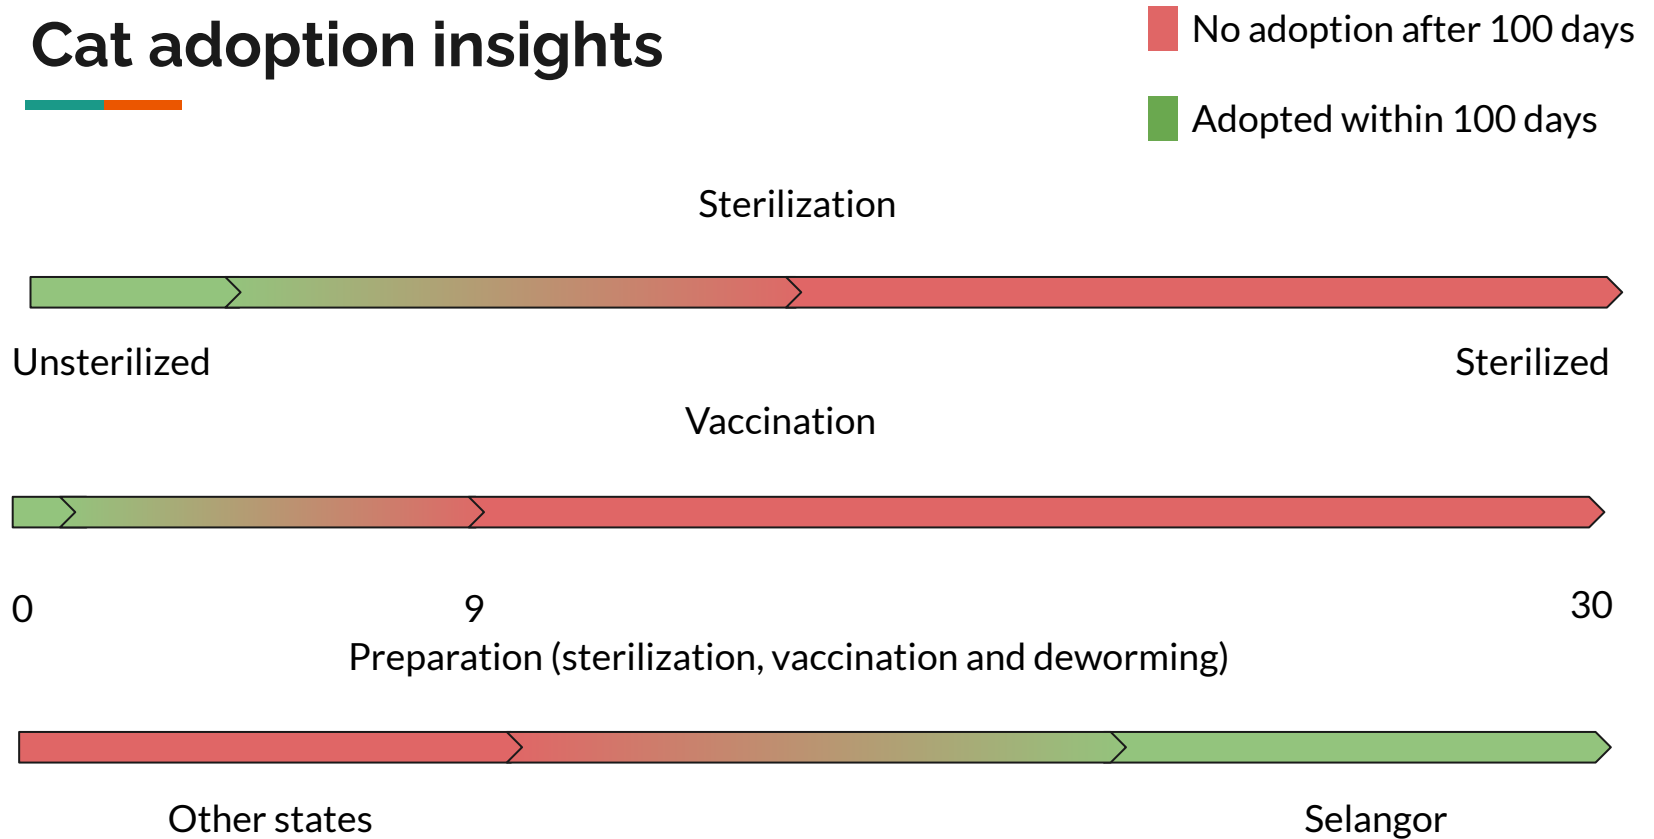 Cat adoption insights
No adoption after 100 days
Adopted within 100 days
Sterilization
Unsterilized
Sterilized
Vaccination
0
9
30
Preparation (sterilization, vaccination and deworming)
Other states
Selangor